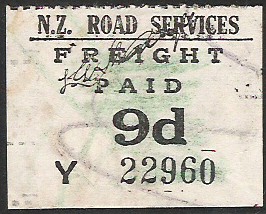 N.Z. ROAD SERVICES
FREIGHT
PAID
9d
Y 22960